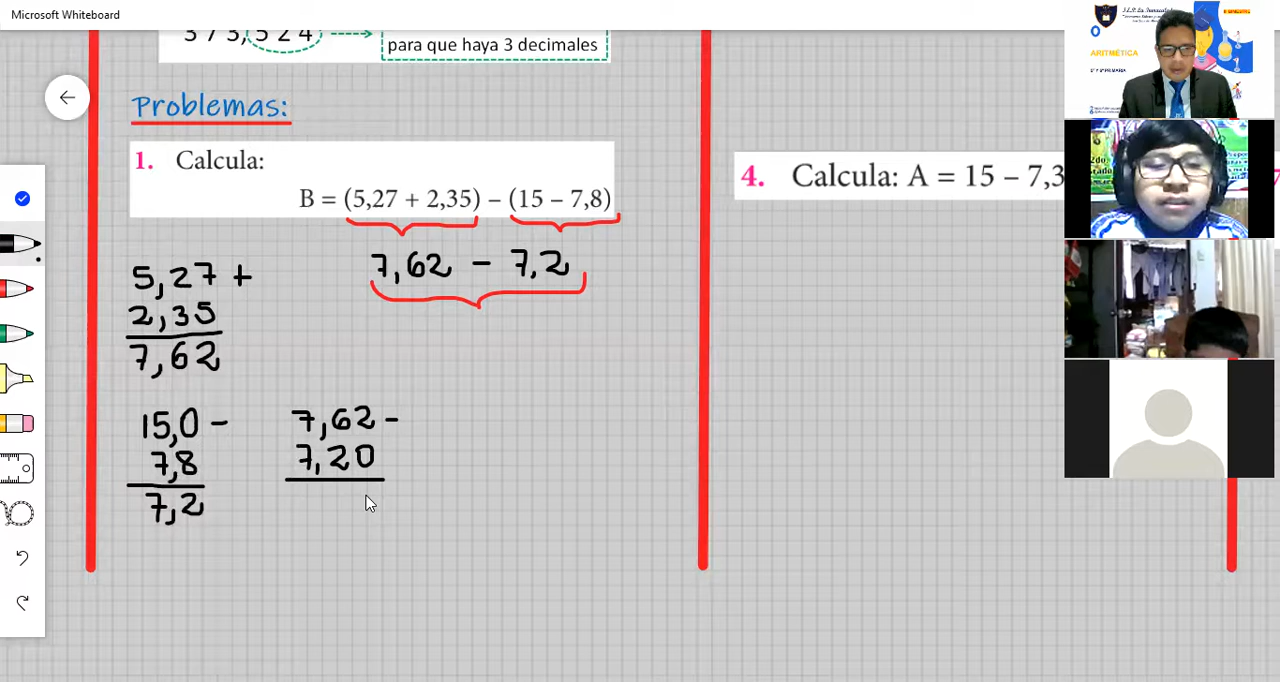 Microsoft Whiteboard
3 7 3, 5 2 4
para que haya 3 decimales
Problemas:
1. Calcula:
B = (5,27 + 2,35) – (15 – 7,8)
7,62 – 7,2
5,27 +
2,35
7,62
15,0 –
7,8
7,2
7,62 –
7,20
4. Calcula: A = 15 – 7,3
ARITMÉTICA